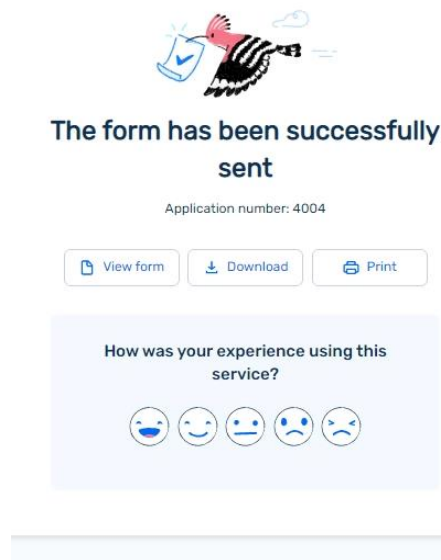 The form has been successfully
sent
Application number: 4004
View form
Download
Print
How was your experience using this
service?